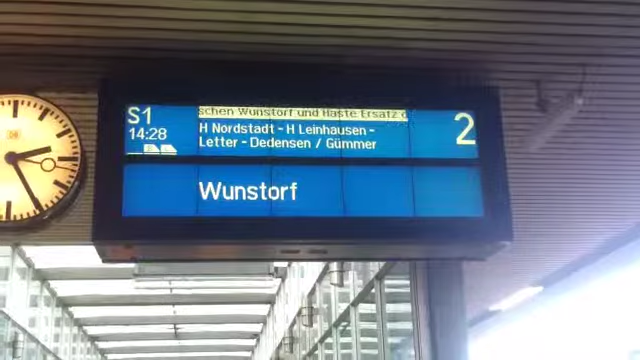 S1
14:28
schen Wunstorf und Haste Ersatz
H Nordstadt - H Leinhausen -
Letter - Dedensen / Gümmer
2
Wunstorf